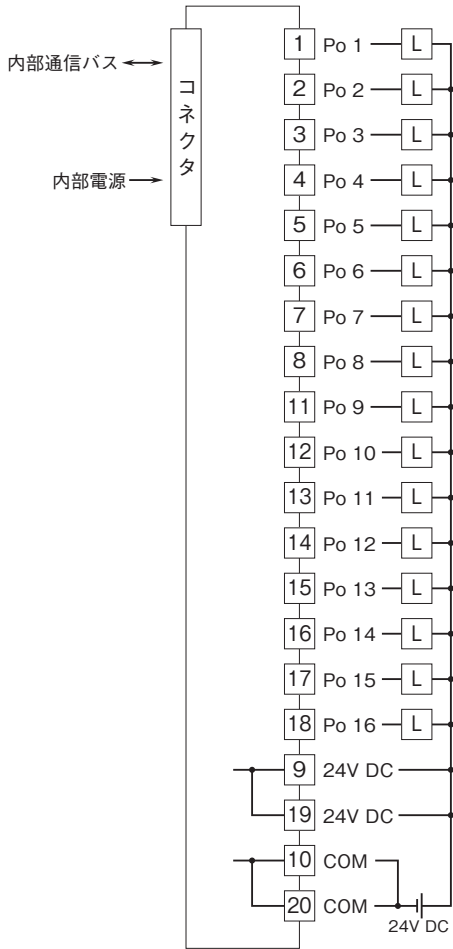 内部通信バス
内部電源
コネクタ
1 Po 1 L
2 Po 2 L
3 Po 3 L
4 Po 4 L
5 Po 5 L
6 Po 6 L
7 Po 7 L
8 Po 8 L
11 Po 9 L
12 Po 10 L
13 Po 11 L
14 Po 12 L
15 Po 13 L
16 Po 14 L
17 Po 15 L
18 Po 16 L
9 24V DC
19 24V DC
10 COM
20 COM
24V DC